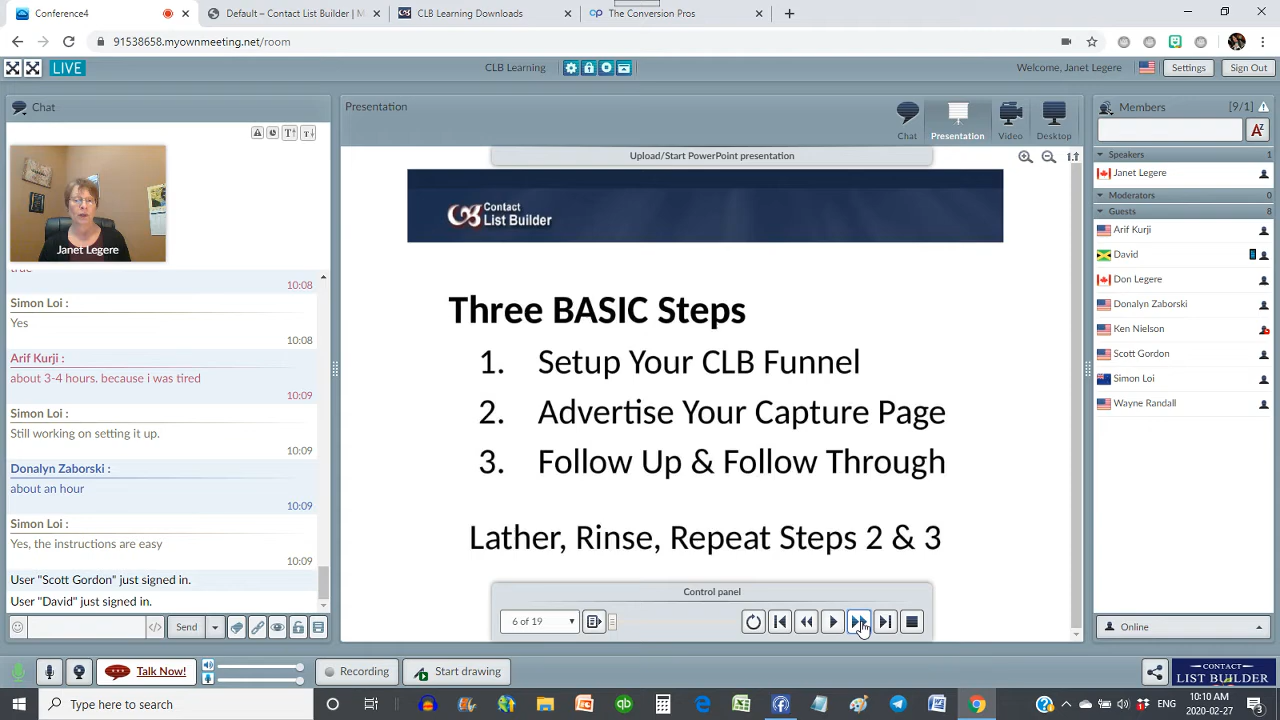 Conference4
Default – Contact List Builder | M
CLB Learning Downloads
The Conversion Pros
91538658.myownmeeting.net/room
LIVE
CLB Learning
Welcome, Janet Legere
Settings
Sign Out
Chat
Janet Legere
true
10:08
Simon Loi :
Yes
10:08
Arif Kurji :
about 3-4 hours. because i was tired
10:09
Simon Loi :
Still working on setting it up.
10:09
Donalyn Zaborski :
about an hour
10:09
Simon Loi :
Yes, the instructions are easy
10:09
User "Scott Gordon" just signed in.
User "David" just signed in.
Send
Presentation
Chat
Presentation
Video
Desktop
Upload/Start PowerPoint presentation
1:1
Contact
List Builder
Three BASIC Steps
1. Setup Your CLB Funnel
2. Advertise Your Capture Page
3. Follow Up & Follow Through
Lather, Rinse, Repeat Steps 2 & 3
Control panel
6 of 19
Members
[9/1]
Speakers
1
Janet Legere
Moderators
0
Guests
8
Arif Kurji
David
Don Legere
Donalyn Zaborski
Ken Nielson
Scott Gordon
Simon Loi
Wayne Randall
Online
Talk Now!
Recording
Start drawing
CONTACT
LIST BUILDER
Type here to search
10:10 AM
2020-02-27